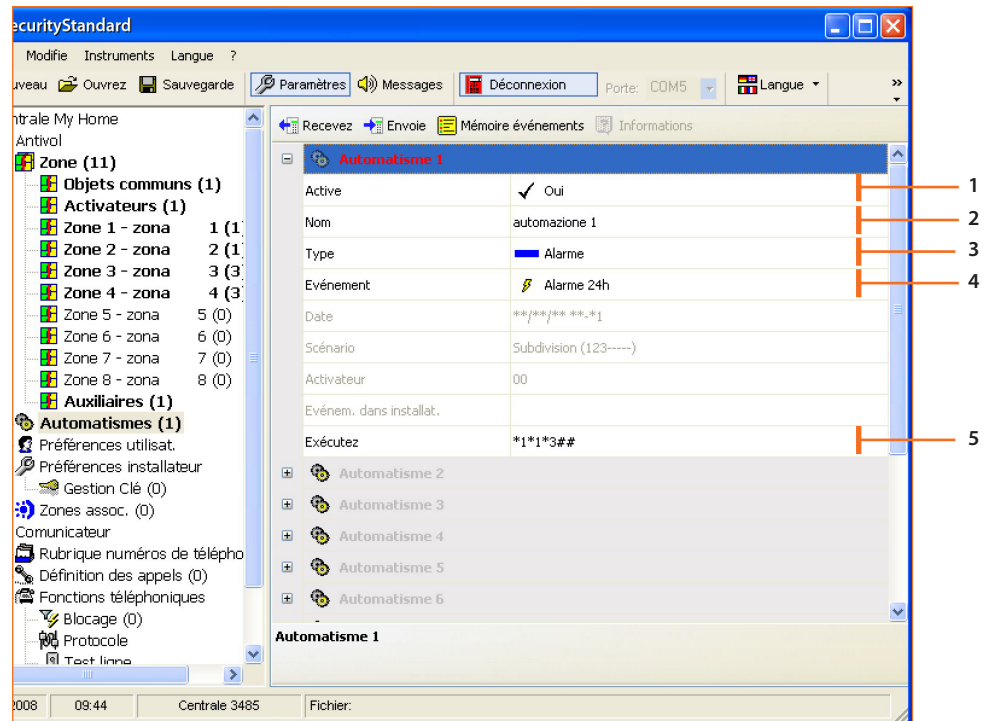 ecurityStandard
Modifie Instruments Langue ?
uveau Ouvrez Sauvegarde Paramètres Messages Déconnexion Porte: COM5 Langue »
ntrale My Home
Antivol
Zone (11)
Objets communs (1)
Activateurs (1)
Zone 1 - zona 1 (1
Zone 2 - zona 2 (1
Zone 3 - zona 3 (3
Zone 4 - zona 4 (3
Zone 5 - zona 5 (0)
Zone 6 - zona 6 (0)
Zone 7 - zona 7 (0)
Zone 8 - zona 8 (0)
Auxiliaires (1)
Automatismes (1)
Préférences utilisat.
Préférences installateur
Gestion Clé (0)
Zones assoc. (0)
Comunicateur
Rubrique numéros de télépho
Définition des appels (0)
Fonctions téléphoniques
Blocage (0)
Protocole
Test ligne
Recevez Envoie Mémoire événements Informations
Automatisme 1
Active Oui 1
Nom automazione 1 2
Type Alarme 3
Evénement Alarme 24h 4
Date **/**/** **-*1
Scénario Subdivision (123-----)
Activateur 00
Evénem. dans installat.
Exécutez *1*1*3## 5
Automatisme 2
Automatisme 3
Automatisme 4
Automatisme 5
Automatisme 6
Automatisme 1
2008 09:44 Centrale 3485 Fichier: